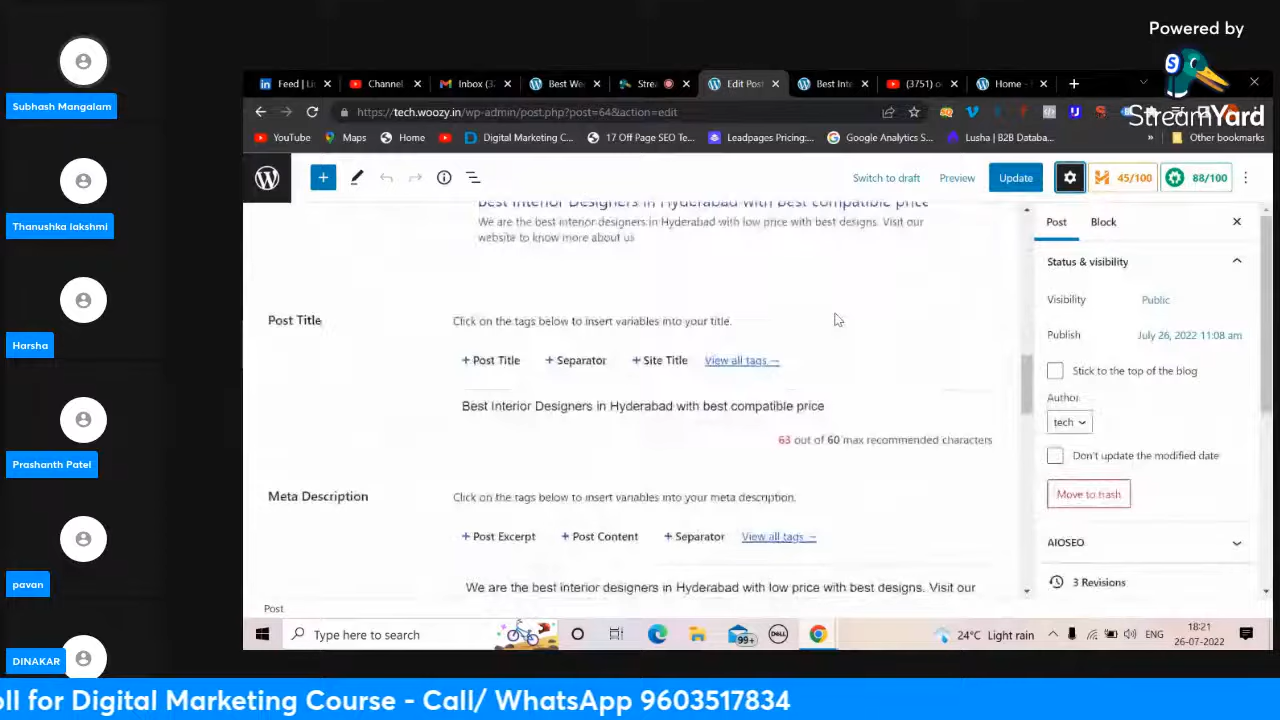 Powered by
StreamYard
Subhash Mangalam
Thanushka lakshmi
Harsha
Prashanth Patel
pavan
DINAKAR
Feed | Li
Channel
Inbox (3
Best We
Strea
Edit Post
Best Inte
(3751) o
Home -
https://tech.woozy.in/wp-admin/post.php?post=64&action=edit
YouTube
Maps
Home
Digital Marketing C...
17 Off Page SEO Te...
Leadpages Pricing:...
Google Analytics S...
Lusha | B2B Databa...
»
Other bookmarks
Switch to draft
Preview
Update
45/100
88/100
Best Interior Designers in Hyderabad with best compatible price
We are the best interior designers in Hyderabad with low price with best designs. Visit our
website to know more about us
Post Title
Click on the tags below to insert variables into your title.
+ Post Title
+ Separator
+ Site Title
View all tags →
Best Interior Designers in Hyderabad with best compatible price
63 out of 60 max recommended characters
Meta Description
Click on the tags below to insert variables into your meta description.
+ Post Excerpt
+ Post Content
+ Separator
View all tags →
We are the best interior designers in Hyderabad with low price with best designs. Visit our
Post
Post
Block
Status & visibility
Visibility
Public
Publish
July 26, 2022 11:08 am
Stick to the top of the blog
Author
tech
Don't update the modified date
Move to trash
AIOSEO
3 Revisions
Type here to search
99+
DELL
24°C Light rain
ENG
18:21
26-07-2022
oll for Digital Marketing Course - Call/ WhatsApp 9603517834